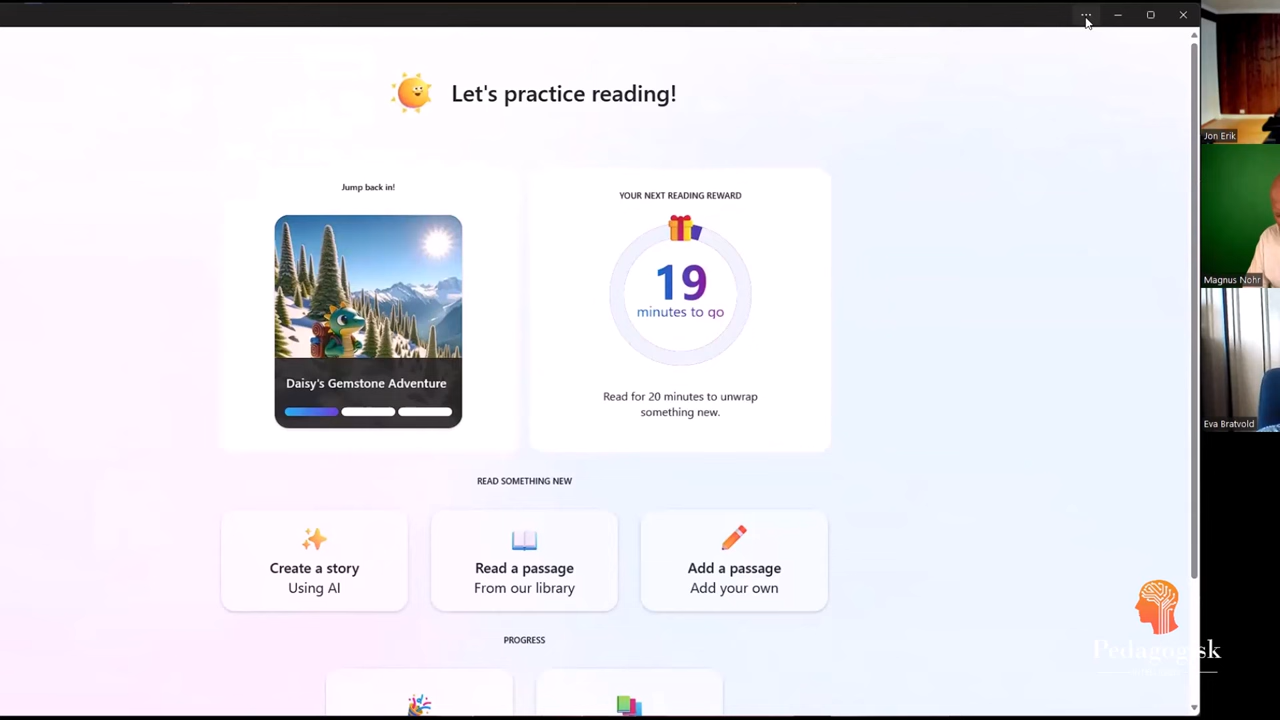 Let's practice reading!
Jump back in!
Daisy's Gemstone Adventure
YOUR NEXT READING REWARD
19
minutes to go
Read for 20 minutes to unwrap
something new.
READ SOMETHING NEW
Create a story
Using AI
Read a passage
From our library
Add a passage
Add your own
PROGRESS
Jon Erik
Magnus Nohr
Eva Bratvold
Pedagogisk